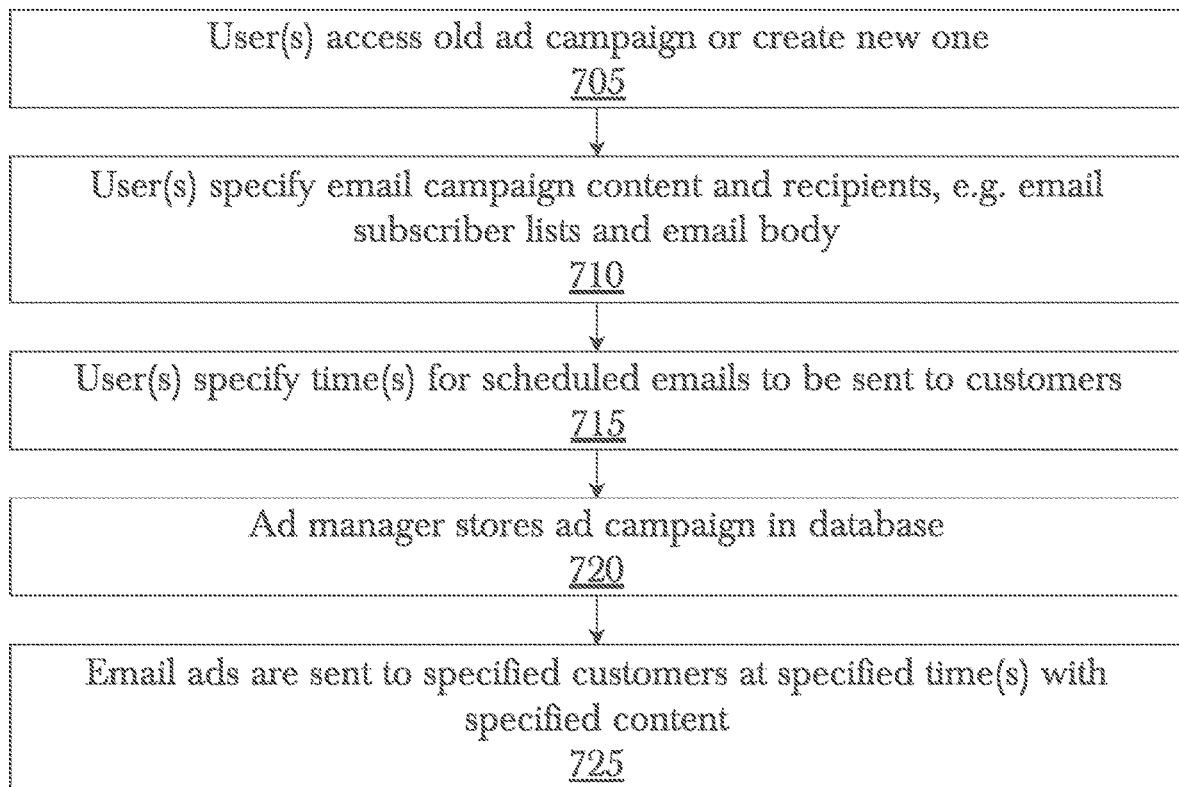 User(s) access old ad campaign or create new one
705
User(s) specify email campaign content and recipients, e.g. email
subscriber lists and email body
710
User(s) specify time(s) for scheduled emails to be sent to customers
715
Ad manager stores ad campaign in database
720
Email ads are sent to specified customers at specified time(s) with
specified content
725